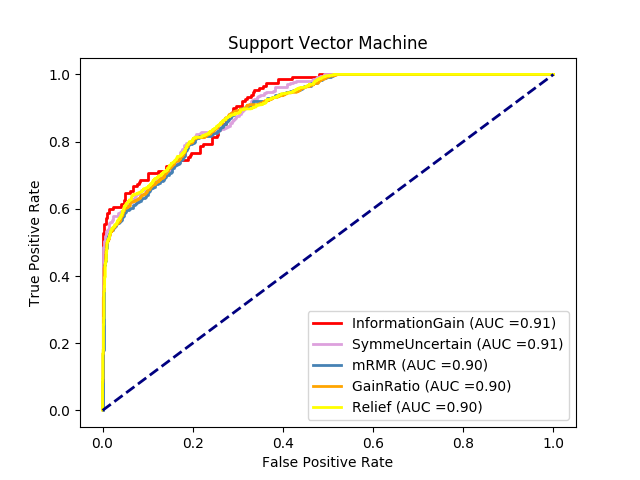 Support Vector Machine
True Positive Rate
1.0
0.8
0.6
0.4
0.2
0.0
InformationGain (AUC =0.91)
SymmeUncertain (AUC =0.91)
mRMR (AUC =0.90)
GainRatio (AUC =0.90)
Relief (AUC =0.90)
0.0 0.2 0.4 0.6 0.8 1.0
False Positive Rate